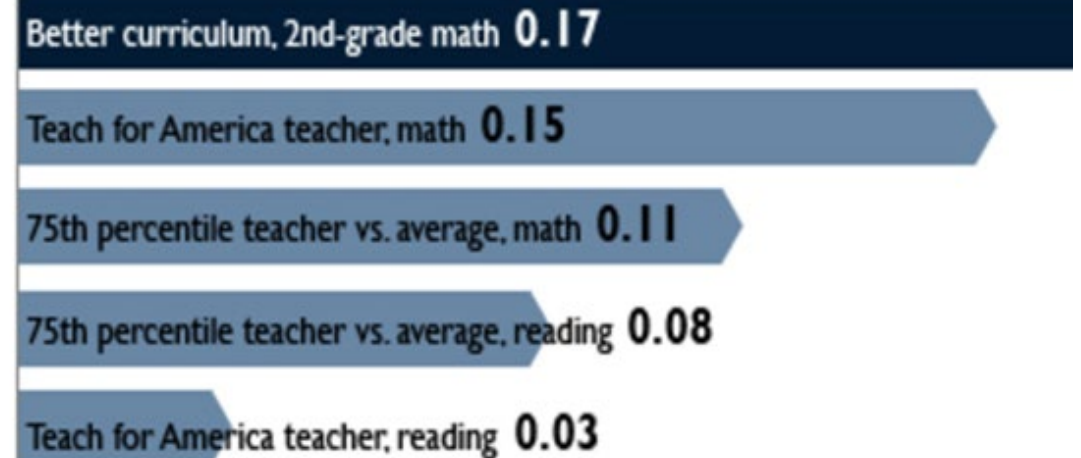 Better curriculum, 2nd-grade math 0.17
Teach for America teacher, math 0.15
75th percentile teacher vs. average, math 0.11
75th percentile teacher vs. average, reading 0.08
Teach for America teacher, reading 0.03